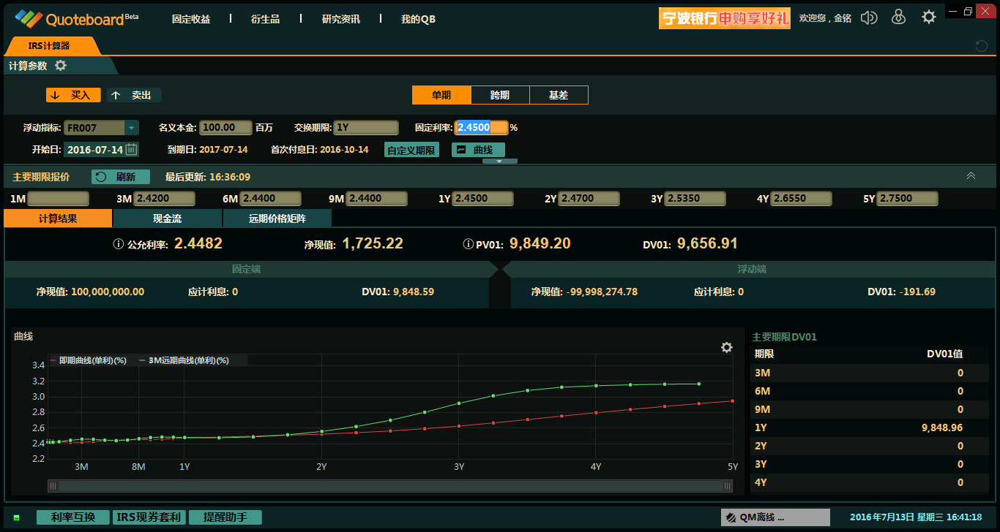 Quoteboard Beta 固定收益 衍生品 研究资讯 我的QB 宁波银行申购享好礼 欢迎您，金铭
IRS计算器
计算参数
买入 卖出 单期 跨期 基差
浮动指标: FR007 名义本金: 100.00 百万 交换期限: 1Y 固定利率: 2.4500 %
开始日: 2016-07-14 到期日: 2017-07-14 首次付息日: 2016-10-14 自定义期限 曲线
主要期限报价 刷新 最后更新: 16:36:09
1M 3M 2.4200 6M 2.4400 9M 2.4400 1Y 2.4500 2Y 2.4700 3Y 2.5350 4Y 2.6550 5Y 2.7500
计算结果 现金流 远期价格矩阵
公允利率: 2.4482 净现值: 1,725.22 PV01: 9,849.20 DV01: 9,656.91
固定端 浮动端
净现值: 100,000,000.00 应计利息: 0 DV01: 9,848.59 净现值: -99,998,274.78 应计利息: 0 DV01: -191.69
曲线
即期曲线(单利)(%) 3M远期曲线(单利)(%)
3.4
3.2
3.0
2.8
2.6
2.4
2.2
3M 8M 1Y 2Y 3Y 4Y 5Y
主要期限DV01
期限 DV01值
3M 0
6M 0
9M 0
1Y 9,848.96
2Y 0
3Y 0
4Y 0
利率互换 IRS现券套利 提醒助手 QM离线 ... 2016年7月13日 星期三 16:41:18